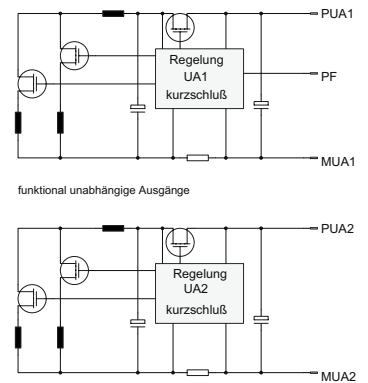 PUA1
Regelung
UA1
kurzschluß
PF
MUA1
funktional unabhängige Ausgänge
PUA2
Regelung
UA2
kurzschluß
MUA2